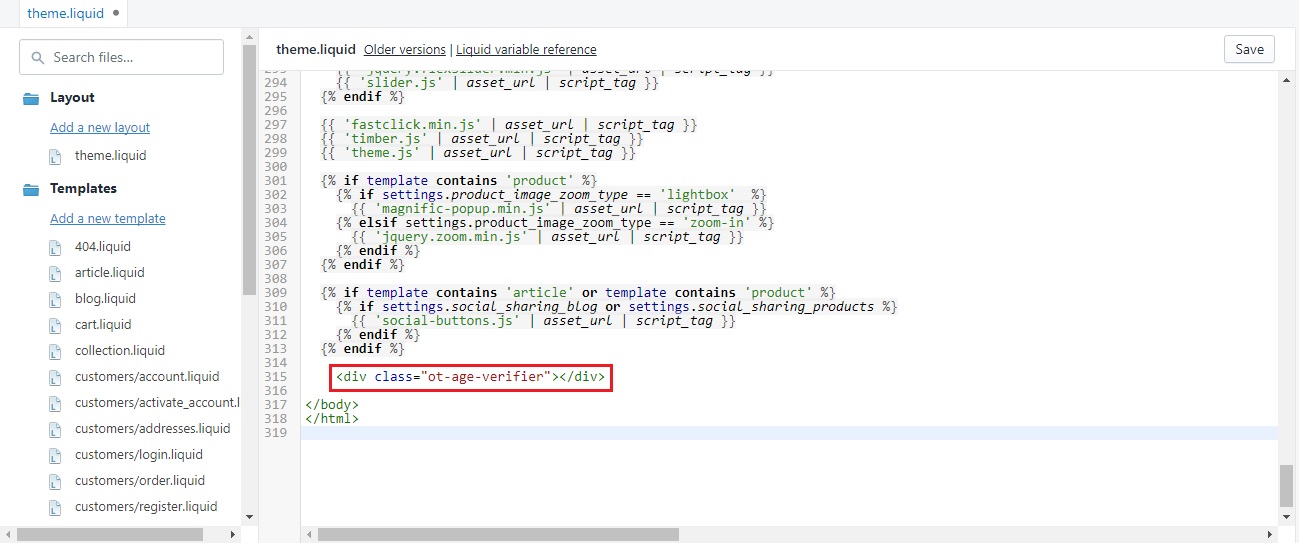 theme.liquid
Search files...
Layout
Add a new layout
theme.liquid
Templates
Add a new template
404.liquid
article.liquid
blog.liquid
cart.liquid
collection.liquid
customers/account.liquid
customers/activate_account.l
customers/addresses.liquid
customers/login.liquid
customers/order.liquid
customers/register.liquid
theme.liquid Older versions | Liquid variable reference
Save
293 {{ 'jquery.flexslider.min.js' | asset_url | script_tag }}
294 {{ 'slider.js' | asset_url | script_tag }}
295 {% endif %}
296
297 {{ 'fastclick.min.js' | asset_url | script_tag }}
298 {{ 'timber.js' | asset_url | script_tag }}
299 {{ 'theme.js' | asset_url | script_tag }}
300
301 {% if template contains 'product' %}
302 {% if settings.product_image_zoom_type == 'lightbox'  %}
303 {{ 'magnific-popup.min.js' | asset_url | script_tag }}
304 {% elsif settings.product_image_zoom_type == 'zoom-in' %}
305 {{ 'jquery.zoom.min.js' | asset_url | script_tag }}
306 {% endif %}
307 {% endif %}
308
309 {% if template contains 'article' or template contains 'product' %}
310 {% if settings.social_sharing_blog or settings.social_sharing_products %}
311 {{ 'social-buttons.js' | asset_url | script_tag }}
312 {% endif %}
313 {% endif %}
314
315 <div class="ot-age-verifier"></div>
316
317 </body>
318 </html>
319